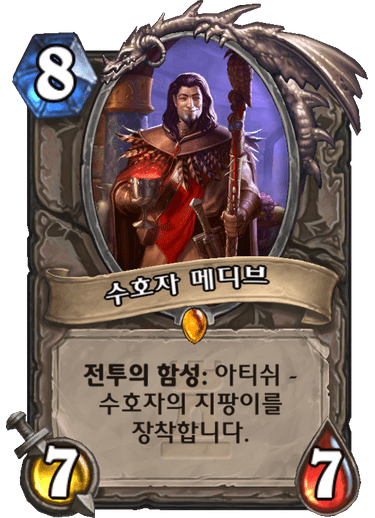 8
수호자 메디브
전투의 함성: 아티쉬 -
수호자의 지팡이를
장착합니다.
7
7